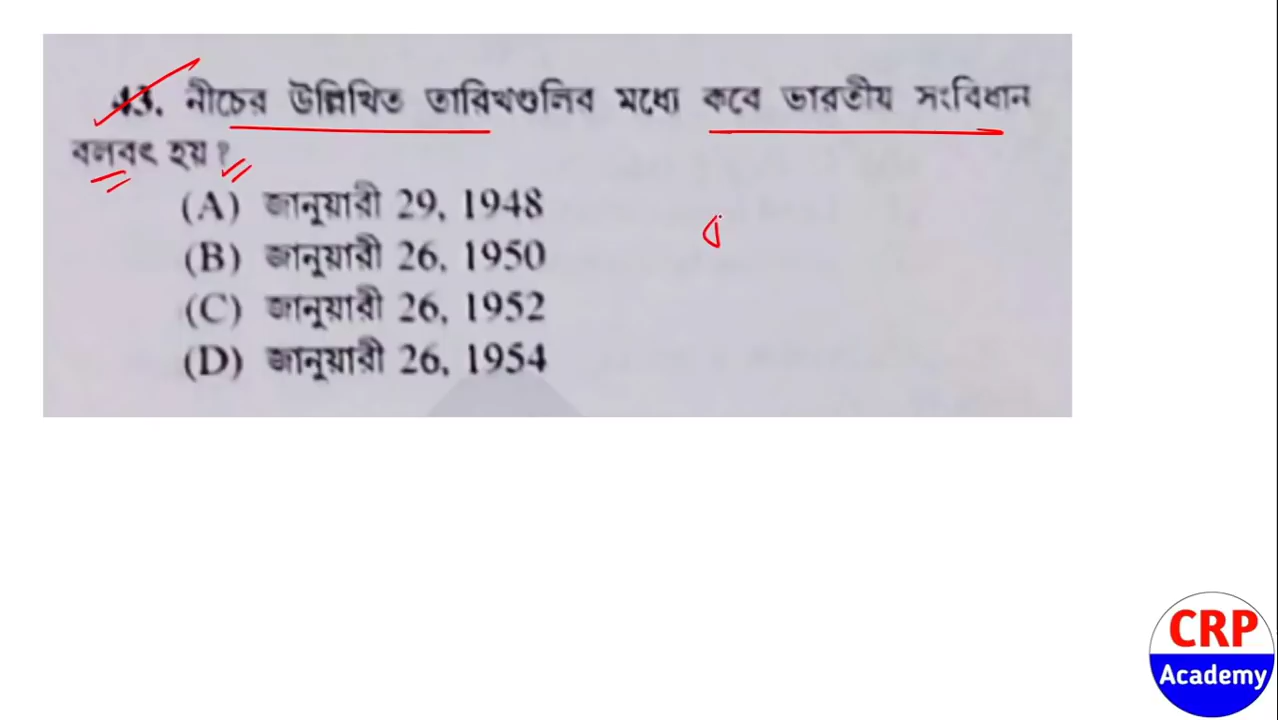 43. নীচের উল্লিখিত তারিখগুলির মধ্যে কবে ভারতীয় সংবিধান
বলবৎ হয় ?
(A) জানুয়ারী 29, 1948
(B) জানুয়ারী 26, 1950
(C) জানুয়ারী 26, 1952
(D) জানুয়ারী 26, 1954
CRP
Academy